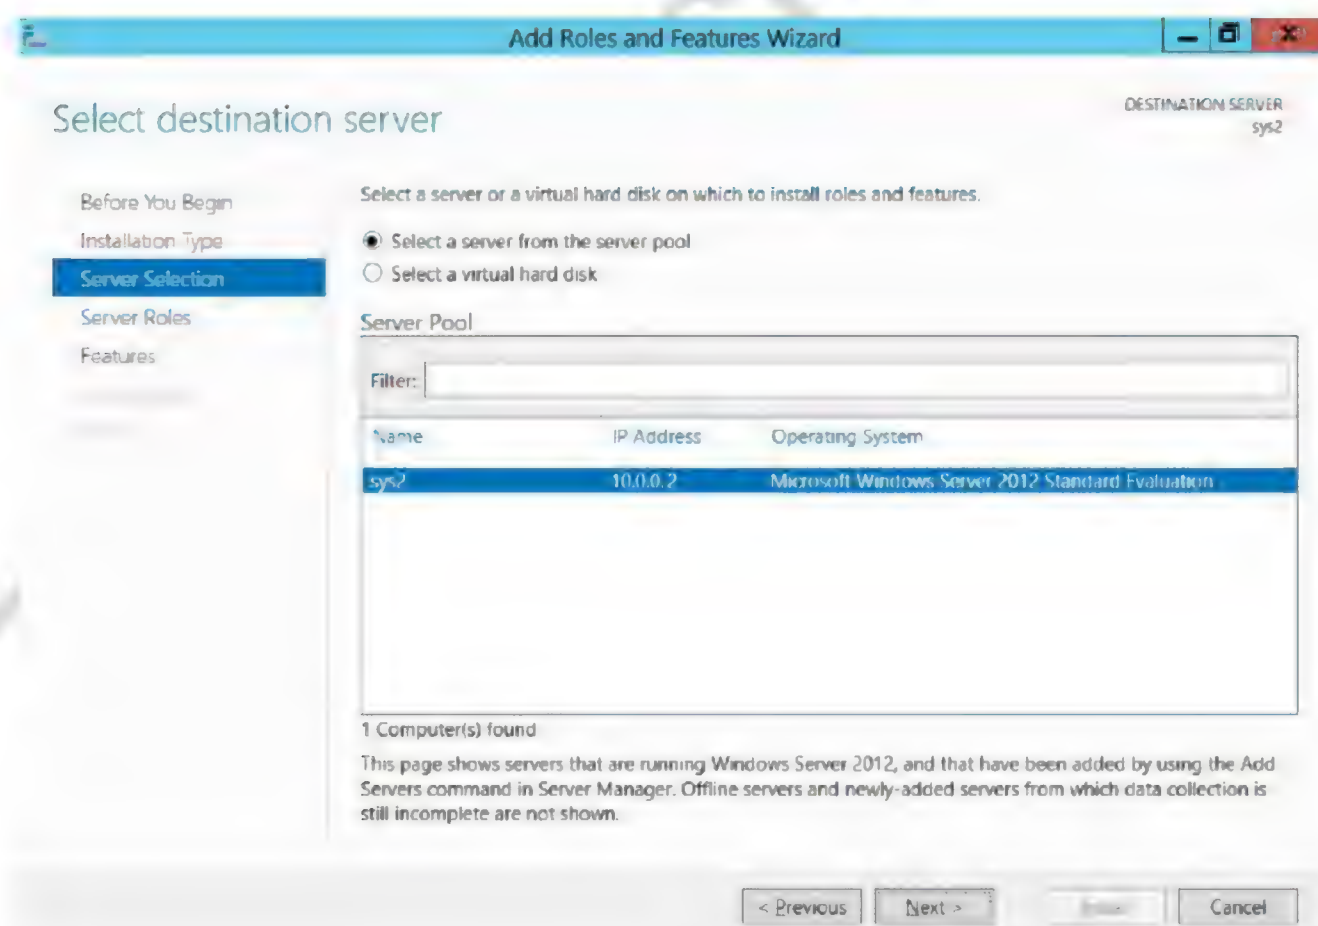 Add Roles and Features Wizard
Select destination server
DESTINATION SERVER
sys2
Before You Begin
Installation Type
Server Selection
Server Roles
Features
Select a server or a virtual hard disk on which to install roles and features.
Select a server from the server pool
Select a virtual hard disk
Server Pool
Filter:
Name IP Address Operating System
sys2 10.0.0.2 Microsoft Windows Server 2012 Standard Evaluation
1 Computer(s) found
This page shows servers that are running Windows Server 2012, and that have been added by using the Add
Servers command in Server Manager. Offline servers and newly-added servers from which data collection is
still incomplete are not shown.
< Previous Next > Cancel